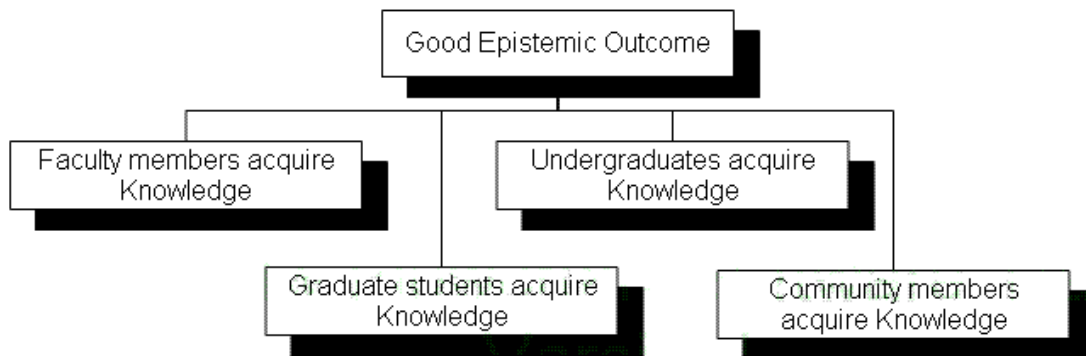 Good Epistemic Outcome
Faculty members acquire
Knowledge
Undergraduates acquire
Knowledge
Graduate students acquire
Knowledge
Community members
acquire Knowledge